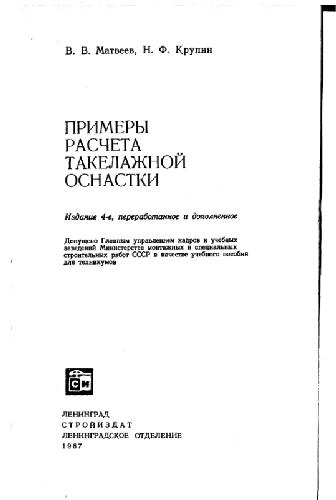 В. В. Матвеев, Н. Ф. Крупин
ПРИМЕРЫ
РАСЧЕТА
ТАКЕЛАЖНОЙ
ОСНАСТКИ
Издание 4-е, переработанное и дополненное
Допущено Главным управлением кадров и учебных
заведений Министерства монтажных и специальных
строительных работ СССР в качестве учебного пособия
для техникумов
СИ
ЛЕНИНГРАД
СТРОЙИЗДАТ
ЛЕНИНГРАДСКОЕ ОТДЕЛЕНИЕ
1987